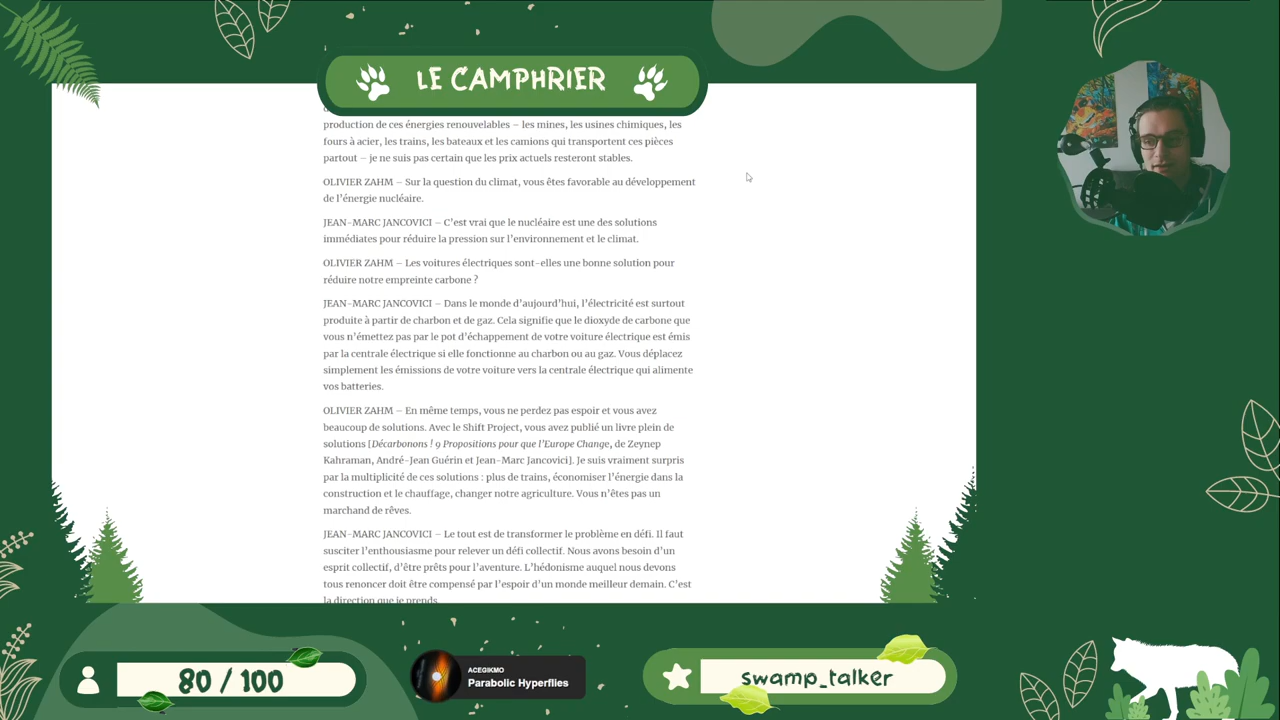 LE CAMPHRIER
production de ces énergies renouvelables – les mines, les usines chimiques, les
fours à acier, les trains, les bateaux et les camions qui transportent ces pièces
partout – je ne suis pas certain que les prix actuels resteront stables.
OLIVIER ZAHM – Sur la question du climat, vous êtes favorable au développement
de l'énergie nucléaire.
JEAN-MARC JANCOVICI – C'est vrai que le nucléaire est une des solutions
immédiates pour réduire la pression sur l'environnement et le climat.
OLIVIER ZAHM – Les voitures électriques sont-elles une bonne solution pour
réduire notre empreinte carbone ?
JEAN-MARC JANCOVICI – Dans le monde d'aujourd'hui, l'électricité est surtout
produite à partir de charbon et de gaz. Cela signifie que le dioxyde de carbone que
vous n'émettez pas par le pot d'échappement de votre voiture électrique est émis
par la centrale électrique si elle fonctionne au charbon ou au gaz. Vous déplacez
simplement les émissions de votre voiture vers la centrale électrique qui alimente
vos batteries.
OLIVIER ZAHM – En même temps, vous ne perdez pas espoir et vous avez
beaucoup de solutions. Avec le Shift Project, vous avez publié un livre plein de
solutions [Décarbonons ! 9 Propositions pour que l'Europe Change, de Zeynep
Kahraman, André-Jean Guérin et Jean-Marc Jancovici]. Je suis vraiment surpris
par la multiplicité de ces solutions : plus de trains, économiser l'énergie dans la
construction et le chauffage, changer notre agriculture. Vous n'êtes pas un
marchand de rêves.
JEAN-MARC JANCOVICI – Le tout est de transformer le problème en défi. Il faut
susciter l'enthousiasme pour relever un défi collectif. Nous avons besoin d'un
esprit collectif, d'être prêts pour l'aventure. L'hédonisme auquel nous devons
tous renoncer doit être compensé par l'espoir d'un monde meilleur demain. C'est
la direction que je prends.
80 / 100
ACEGIKMO
Parabolic Hyperflies
swamp_talker